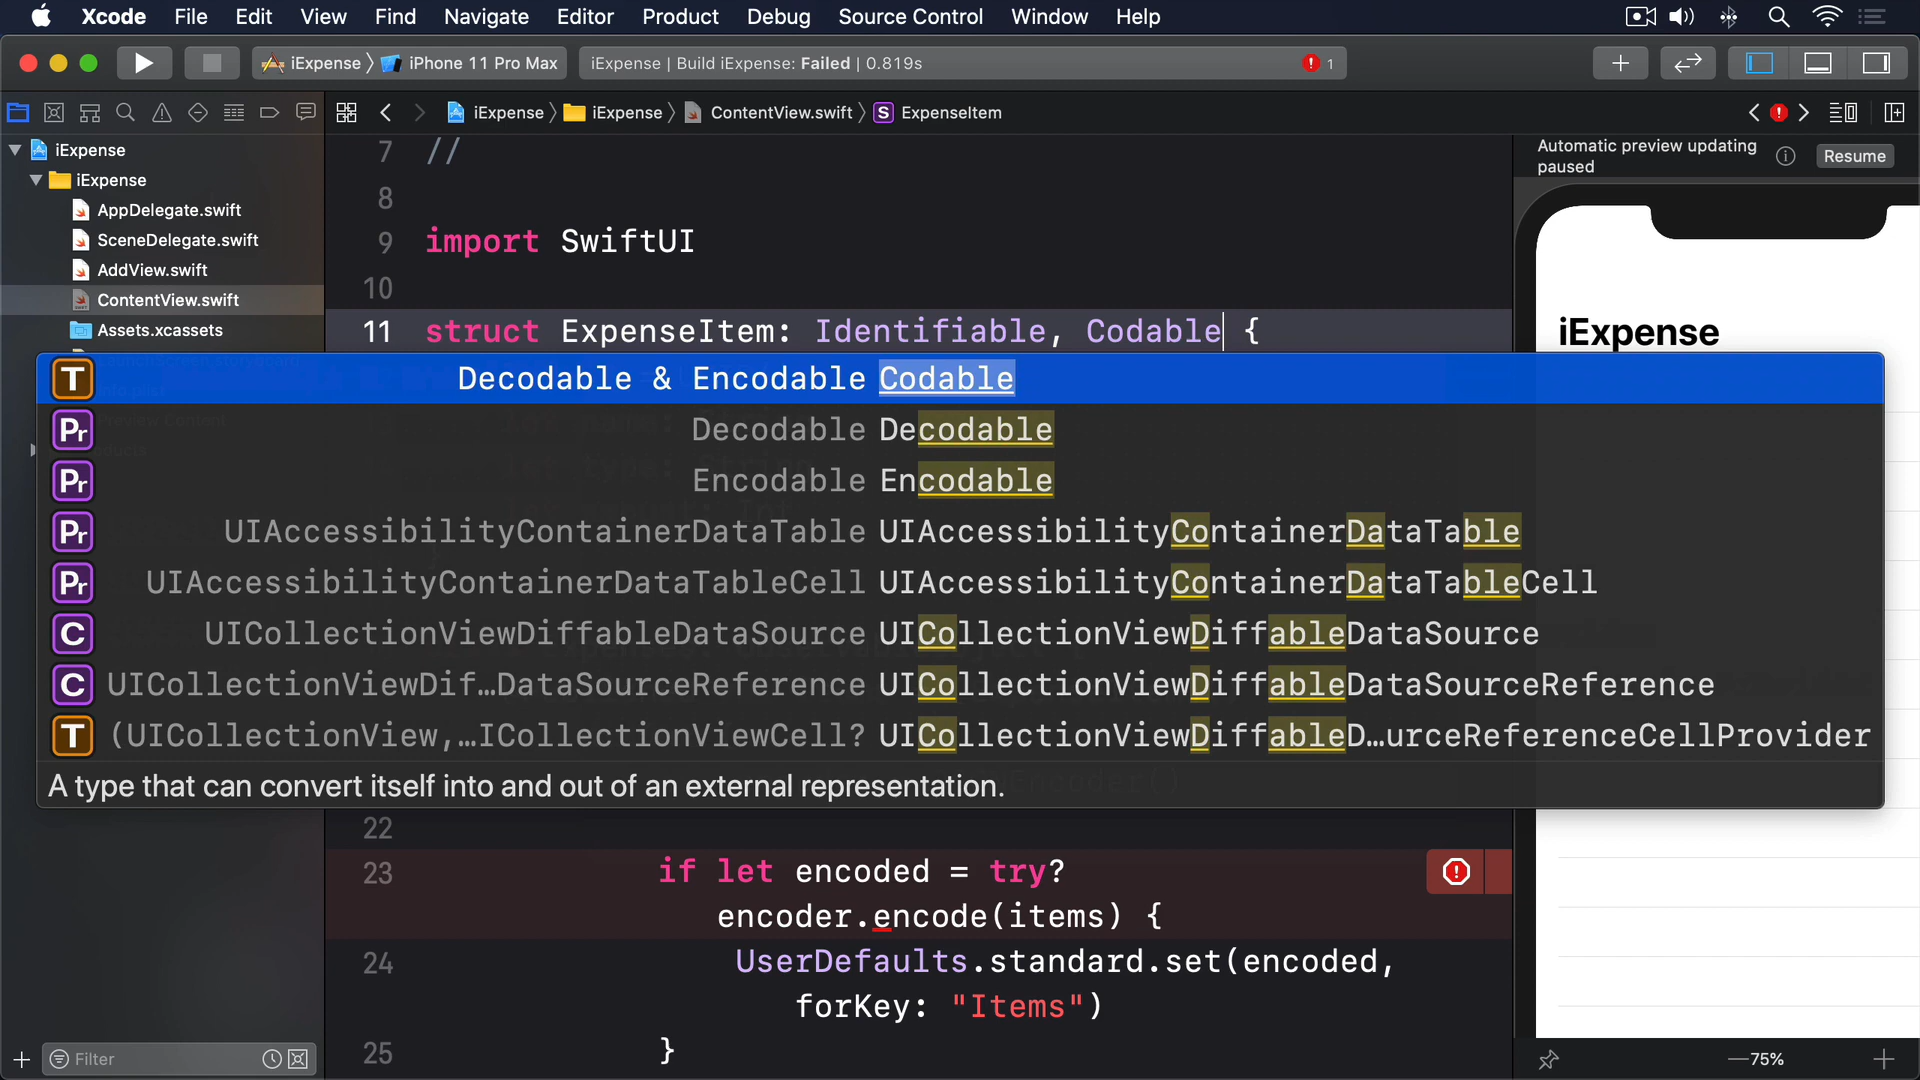 Xcode File Edit View Find Navigate Editor Product Debug Source Control Window Help
iExpense iPhone 11 Pro Max
iExpense | Build iExpense: Failed | 0.819s
1
iExpense iExpense ContentView.swift S ExpenseItem
iExpense
iExpense
AppDelegate.swift
SceneDelegate.swift
AddView.swift
ContentView.swift
Assets.xcassets
7 //
8
9 import SwiftUI
10
11 struct ExpenseItem: Identifiable, Codable {
T Decodable & Encodable Codable
Pr Decodable Decodable
Pr Encodable Encodable
Pr UIAccessibilityContainerDataTable UIAccessibilityContainerDataTable
Pr UIAccessibilityContainerDataTableCell UIAccessibilityContainerDataTableCell
C UICollectionViewDiffableDataSource UICollectionViewDiffableDataSource
C UICollectionViewDif…DataSourceReference UICollectionViewDiffableDataSourceReference
T (UICollectionView,…ICollectionViewCell? UICollectionViewDiffableD…urceReferenceCellProvider
A type that can convert itself into and out of an external representation.
22
23 if let encoded = try?
encoder.encode(items) {
24 UserDefaults.standard.set(encoded,
forKey: "Items")
25 }
Automatic preview updating
paused
Resume
iExpense
Filter
75%